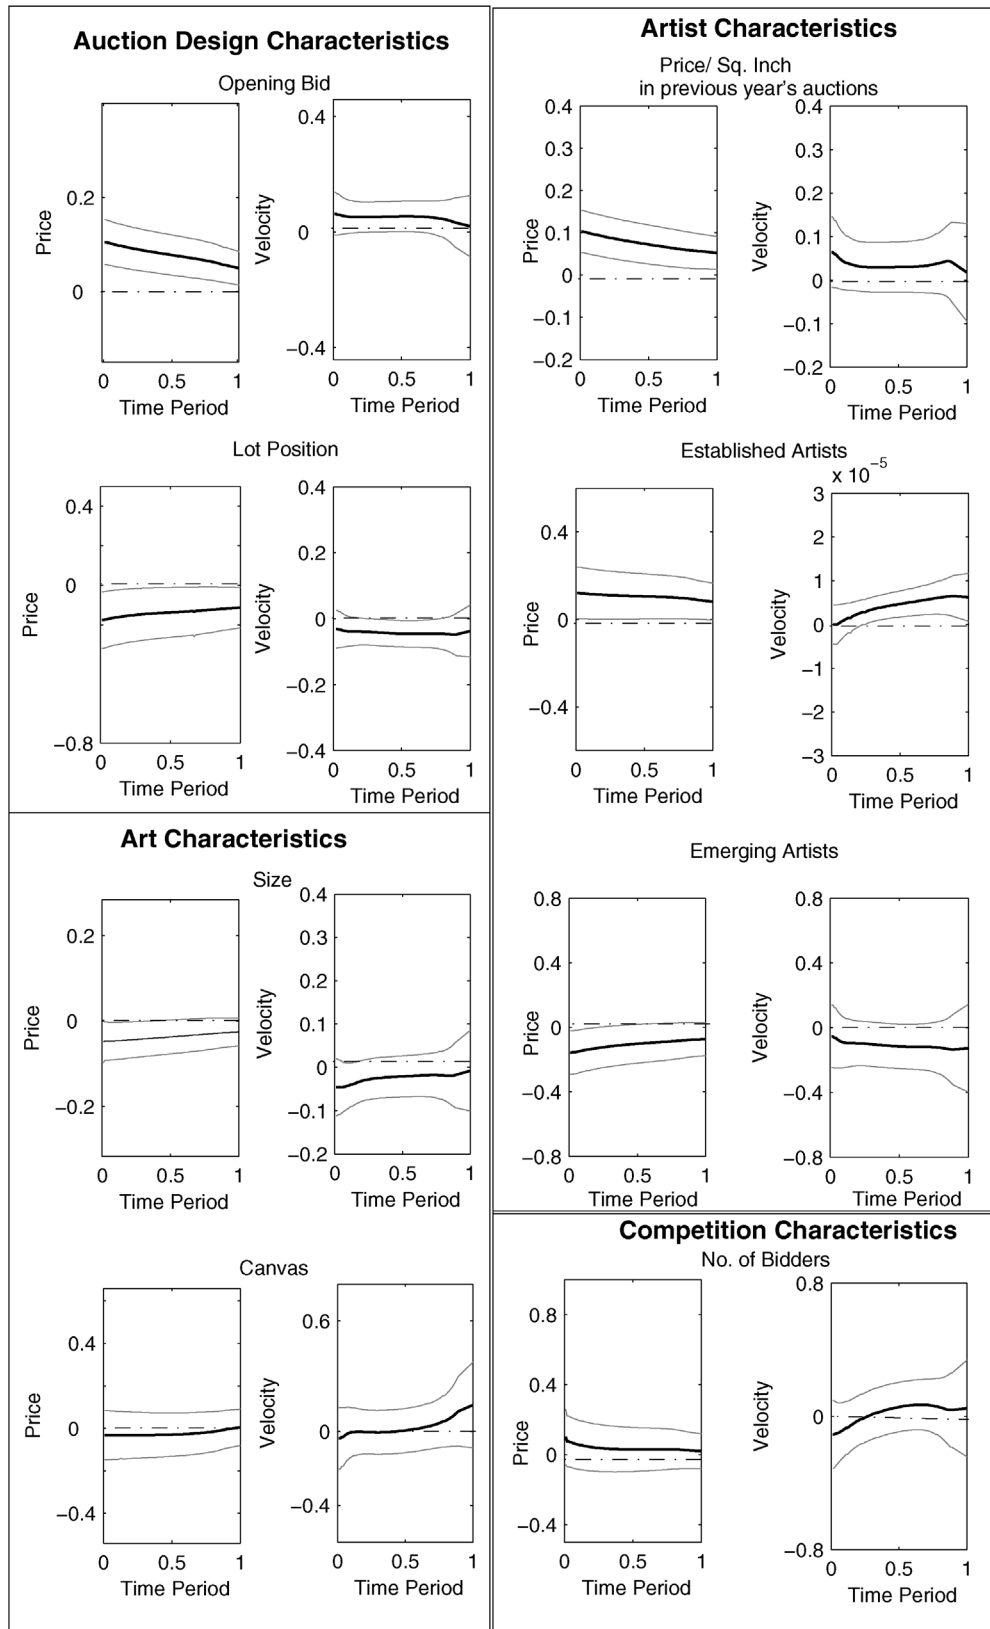 Auction Design Characteristics
Opening Bid
Price
0.2
0
0 0.5 1
Time Period
Velocity
0.4
0
−0.4
0 0.5 1
Time Period
Lot Position
Price
0.4
0
−0.8
0 0.5 1
Time Period
Velocity
0.4
0.2
0
−0.2
−0.4
0 0.5 1
Time Period
Art Characteristics
Size
Price
0.2
0
−0.2
0 0.5 1
Time Period
Velocity
0.4
0.3
0.2
0.1
0
−0.1
−0.2
0 0.5 1
Time Period
Canvas
Price
0.4
0
−0.4
0 0.5 1
Time Period
Velocity
0.6
0
−0.4
0 0.5 1
Time Period
Artist Characteristics
Price/ Sq. Inch
in previous year's auctions
Price
0.4
0.3
0.2
0.1
0
−0.1
−0.2
0 0.5 1
Time Period
Velocity
0.4
0.3
0.2
0.1
0
−0.1
−0.2
0 0.5 1
Time Period
Established Artists
Price
0.4
0
−0.4
0 0.5 1
Time Period
x 10⁻⁵
Velocity
3
2
1
0
−1
−2
−3
0 0.5 1
Time Period
Emerging Artists
Price
0.8
0.4
0
−0.4
−0.8
0 0.5 1
Time Period
Velocity
0.8
0.4
0
−0.4
−0.8
0 0.5 1
Time Period
Competition Characteristics
No. of Bidders
Price
0.8
0.4
0
−0.4
0 0.5 1
Time Period
Velocity
0.8
0
−0.8
0 0.5 1
Time Period